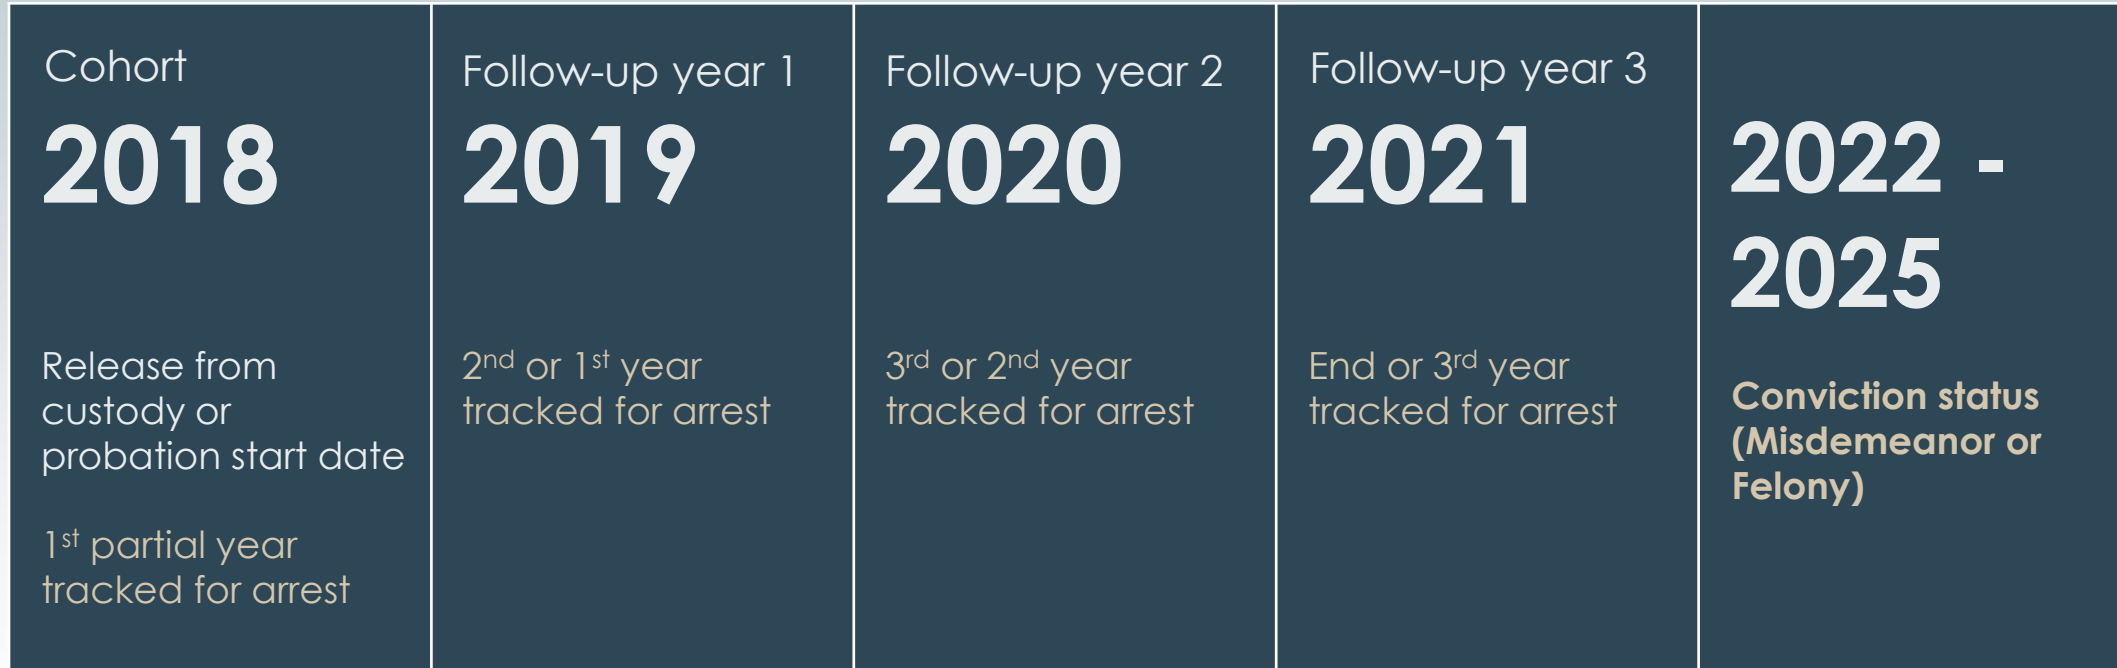 Cohort
2018
Release from
custody or
probation start date
1st partial year
tracked for arrest
Follow-up year 1
2019
2nd or 1st year
tracked for arrest
Follow-up year 2
2020
3rd or 2nd year
tracked for arrest
Follow-up year 3
2021
End or 3rd year
tracked for arrest
2022 -
2025
Conviction status
(Misdemeanor or
Felony)